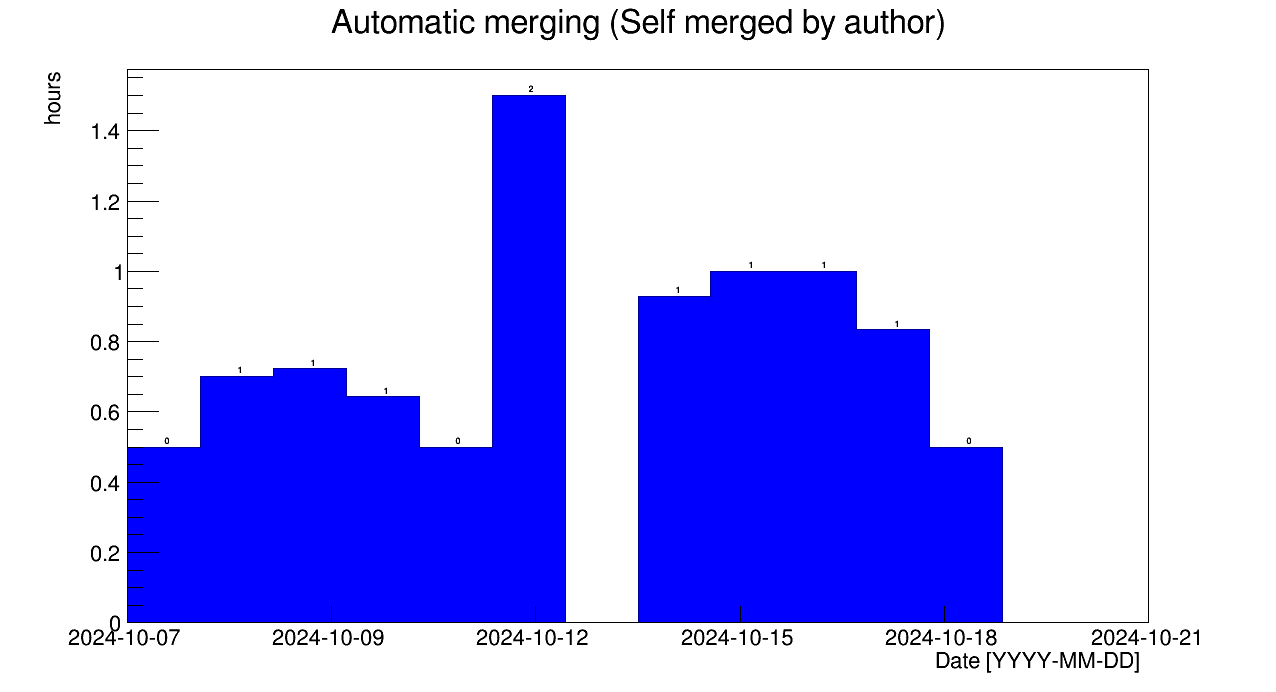 Automatic merging (Self merged by author)
hours
1.4
1.2
1
0.8
0.6
0.4
0.2
0
0 1 1 1 0 2 1 1 1 1 0
2024-10-07 2024-10-09 2024-10-12 2024-10-15 2024-10-18 2024-10-21
Date [YYYY-MM-DD]